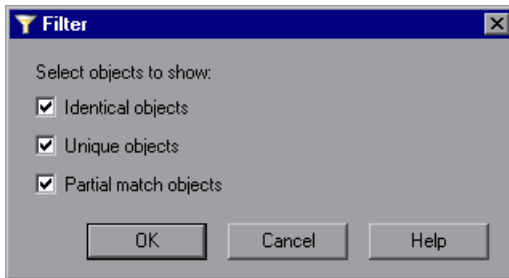 Filter
Select objects to show:
Identical objects
Unique objects
Partial match objects
OK Cancel Help